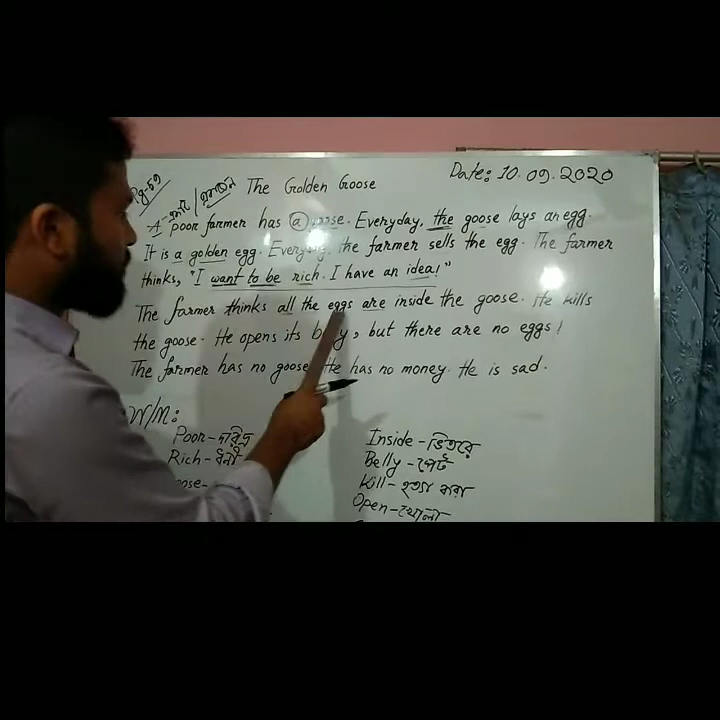 Pg:69
একটি / একজন
The Golden Goose
Date: 10.09.2020
A poor farmer has a goose. Everyday, the goose lays an egg.
It is a golden egg. Everyday, the farmer sells the egg. The farmer
thinks, "I want to be rich. I have an idea!"
The farmer thinks all the eggs are inside the goose. He kills
the goose. He opens its belly, but there are no eggs!
The farmer has no goose. He has no money. He is sad.
W/M:
Poor-দরিদ্র
Rich-ধনী
Inside-ভিতরে
Belly-পেট
Kill-হত্যা করা
Open-খোলা